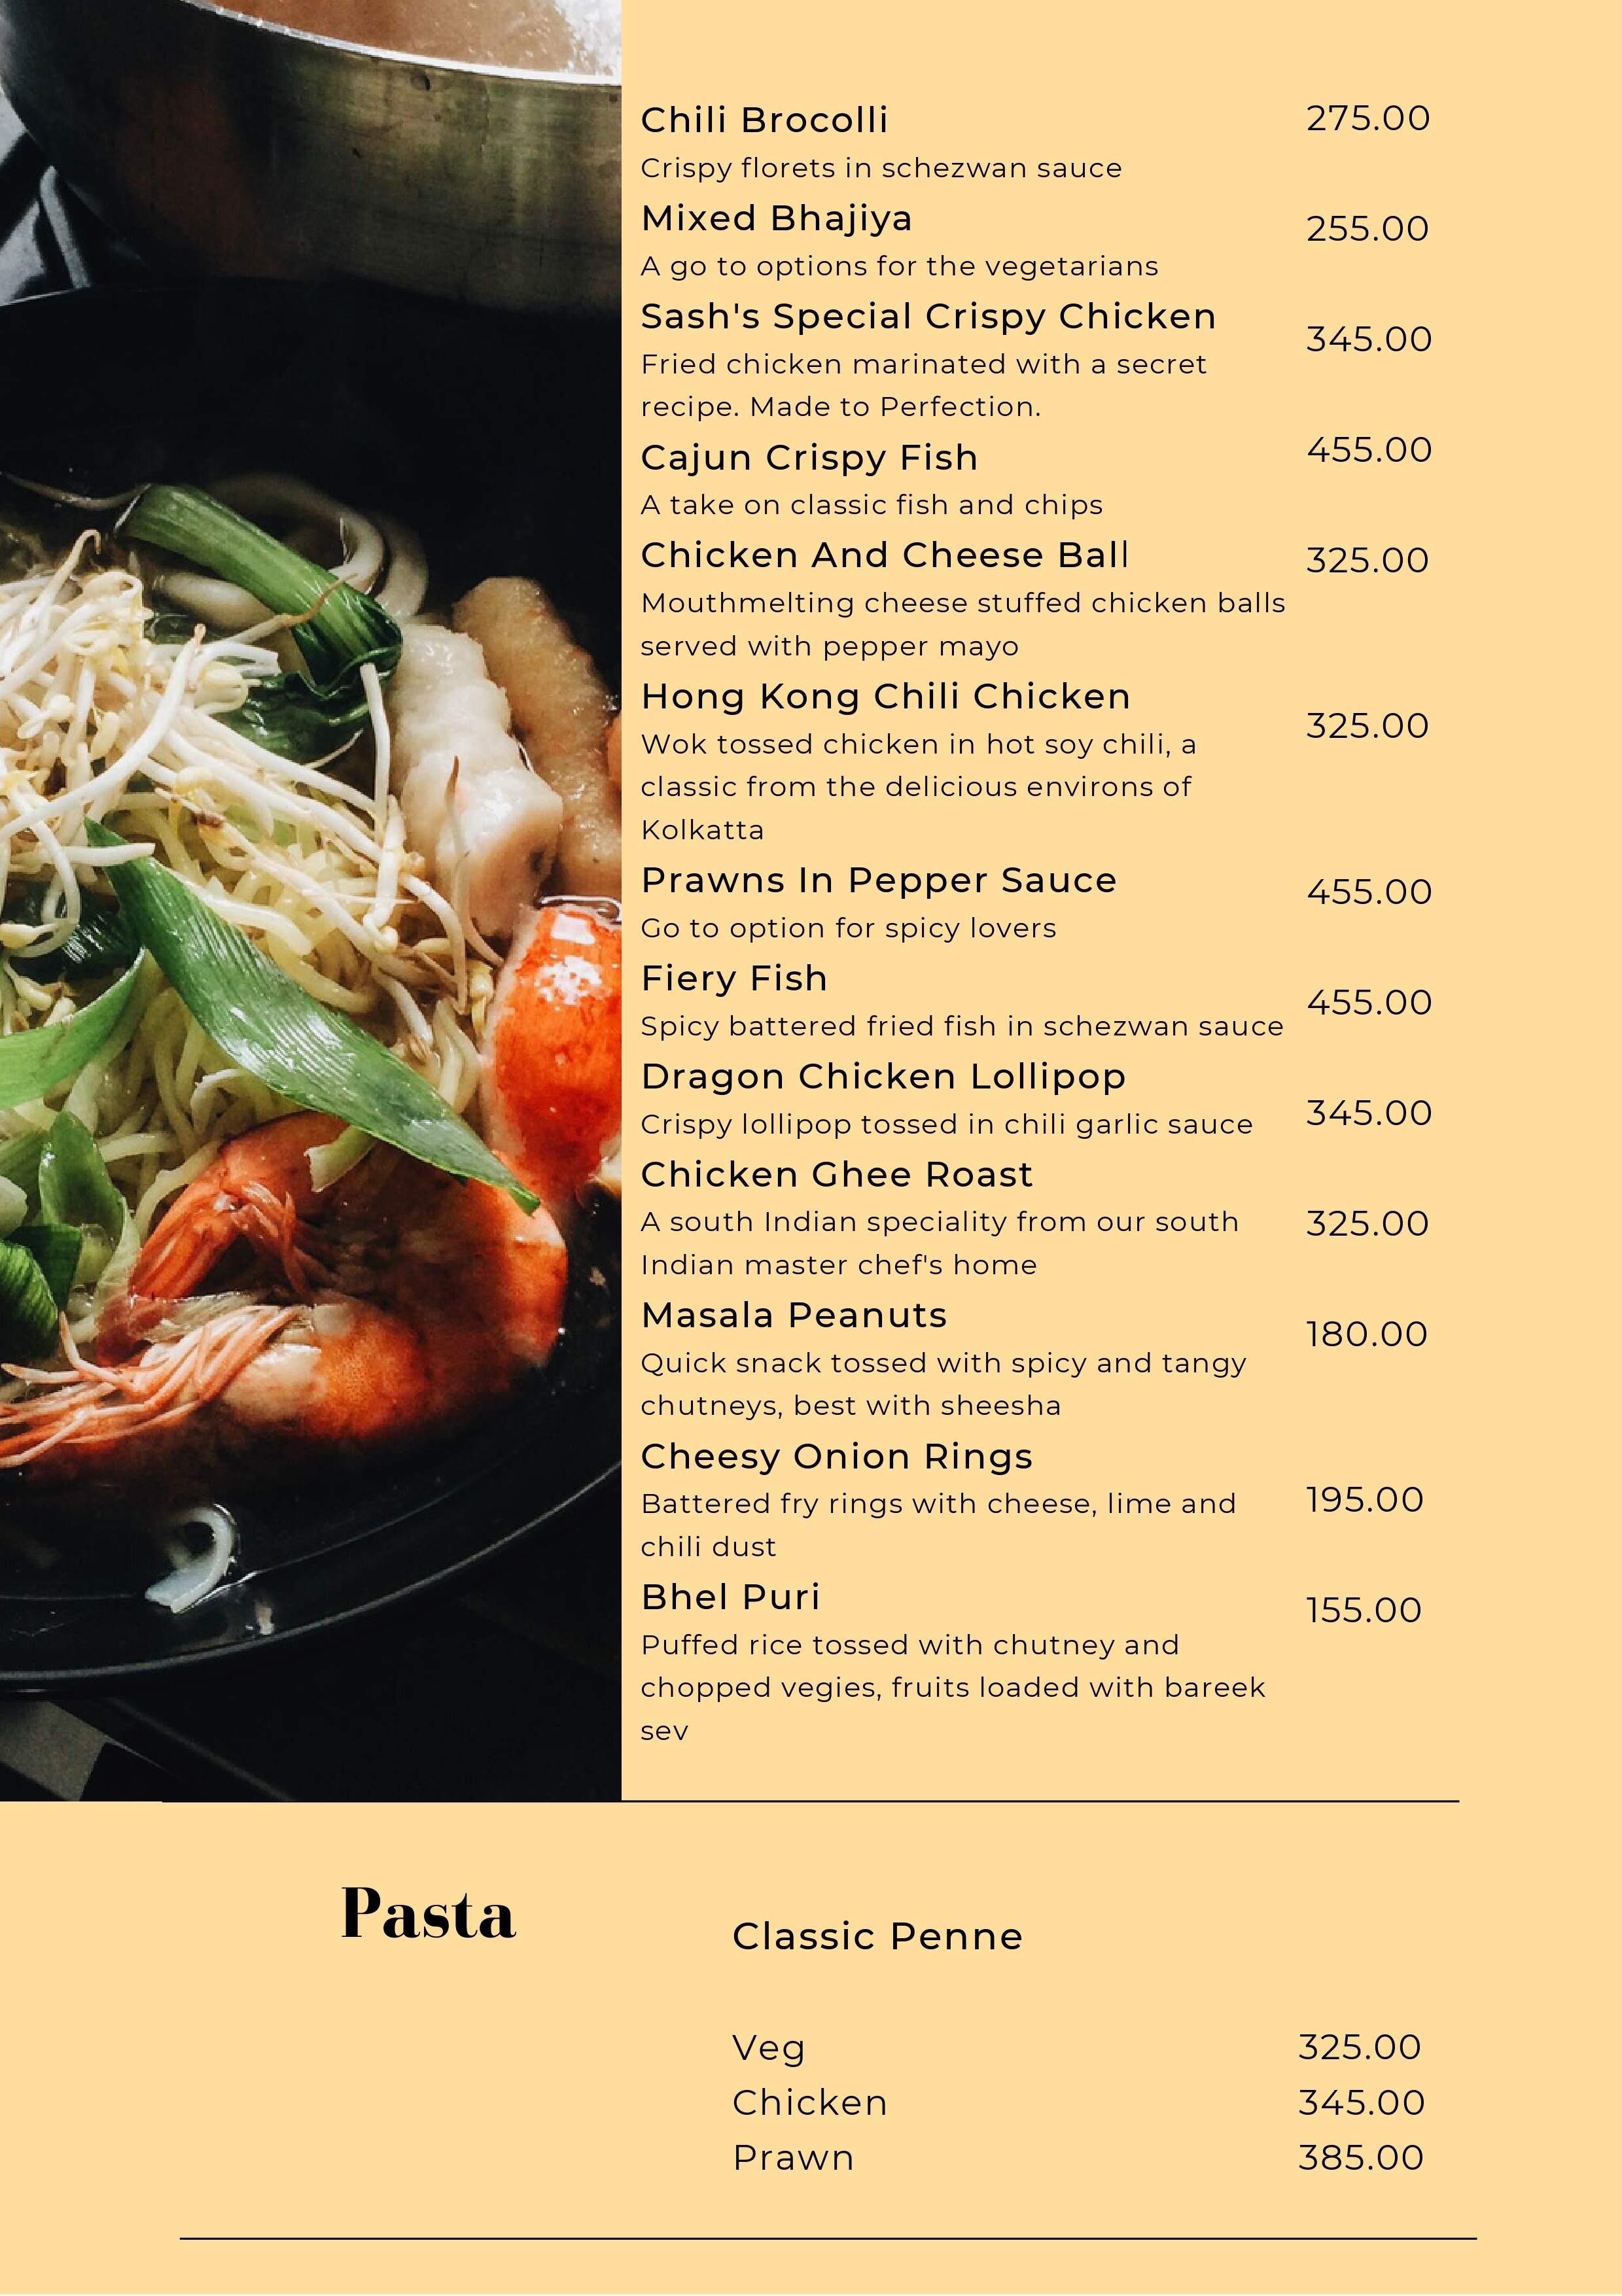 Chili Brocolli 275.00
Crispy florets in schezwan sauce
Mixed Bhajiya 255.00
A go to options for the vegetarians
Sash's Special Crispy Chicken 345.00
Fried chicken marinated with a secret
recipe. Made to Perfection.
Cajun Crispy Fish 455.00
A take on classic fish and chips
Chicken And Cheese Ball 325.00
Mouthmelting cheese stuffed chicken balls
served with pepper mayo
Hong Kong Chili Chicken 325.00
Wok tossed chicken in hot soy chili, a
classic from the delicious environs of
Kolkatta
Prawns In Pepper Sauce 455.00
Go to option for spicy lovers
Fiery Fish 455.00
Spicy battered fried fish in schezwan sauce
Dragon Chicken Lollipop 345.00
Crispy lollipop tossed in chili garlic sauce
Chicken Ghee Roast 325.00
A south Indian speciality from our south
Indian master chef's home
Masala Peanuts 180.00
Quick snack tossed with spicy and tangy
chutneys, best with sheesha
Cheesy Onion Rings 195.00
Battered fry rings with cheese, lime and
chili dust
Bhel Puri 155.00
Puffed rice tossed with chutney and
chopped vegies, fruits loaded with bareek
sev
Pasta
Classic Penne
Veg 325.00
Chicken 345.00
Prawn 385.00